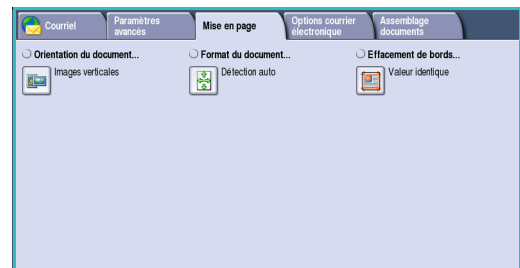 Courriel
Paramètres
avancés
Mise en page
Options courrier
électronique
Assemblage
documents
Orientation du document...
Images verticales
Format du document...
Détection auto
Effacement de bords...
Valeur identique